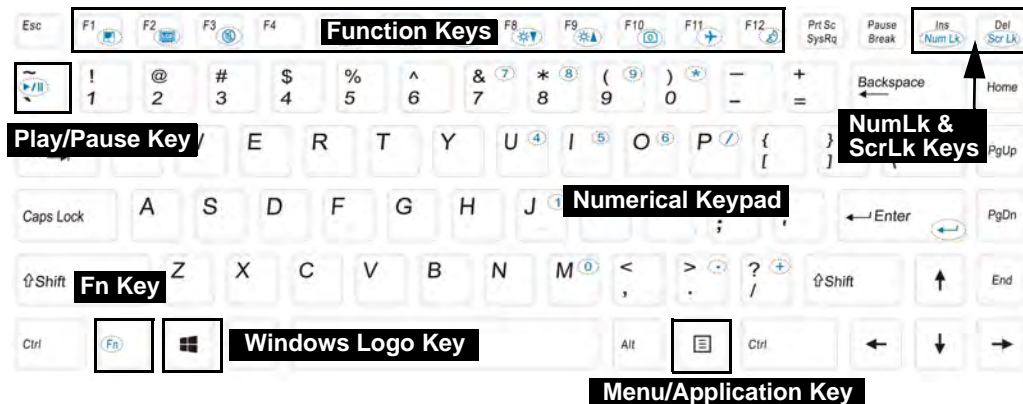 Esc F1 F2 F3 F4 Function Keys F8 F9 F10 F11 F12 Prt Sc SysRq Pause Break Ins Num Lk Del Scr Lk
~ ` ! 1 @ 2 # 3 $ 4 % 5 ^ 6 & 7 7 * 8 8 ( 9 9 ) 0 * _ - + = Backspace Home
Play/Pause Key E R T Y U 4 I 5 O 6 P / { [ } ] NumLk & ScrLk Keys PgUp
Caps Lock A S D F G H J 1 Numerical Keypad ; ' Enter PgDn
Shift Fn Key Z X C V B N M 0 < , > . . ? / + Shift End
Ctrl Fn Windows Logo Key Alt Ctrl
Menu/Application Key